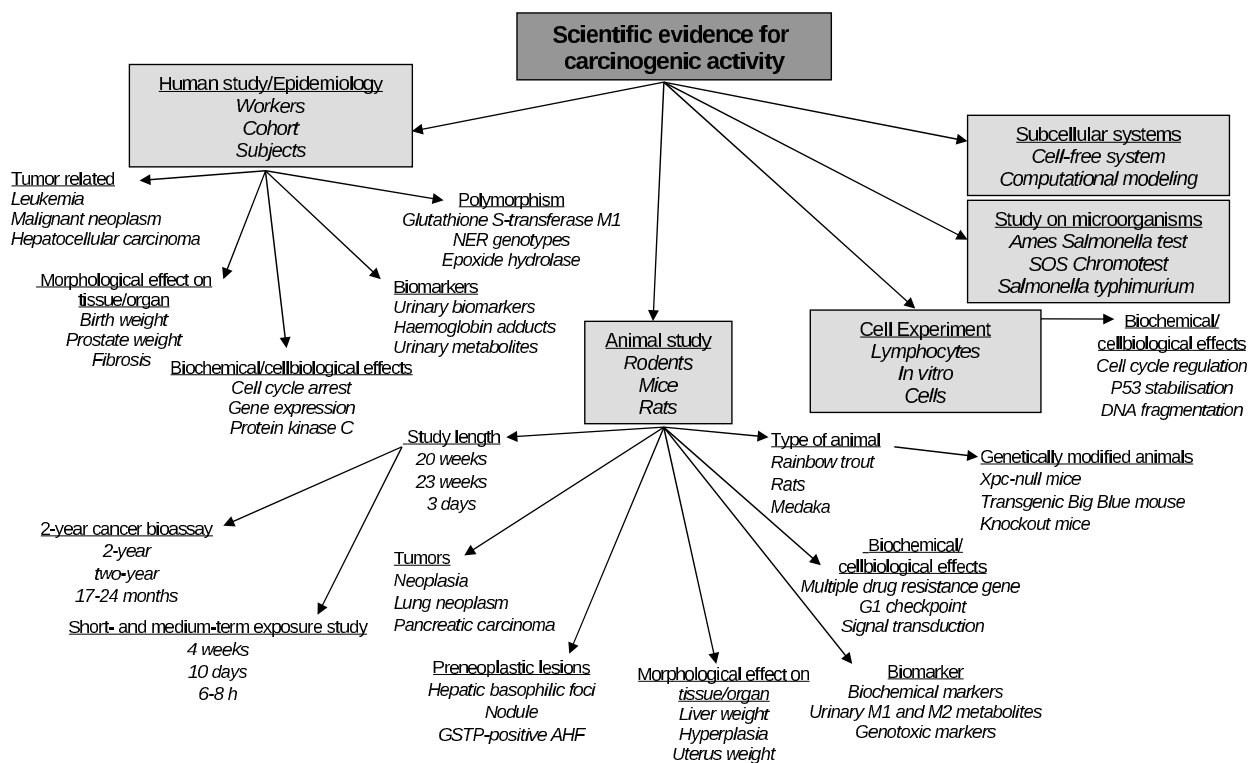 Scientific evidence for
carcinogenic activity
Human study/Epidemiology
Workers
Cohort
Subjects
Tumor related
Leukemia
Malignant neoplasm
Hepatocellular carcinoma
Polymorphism
Glutathione S-transferase M1
NER genotypes
Epoxide hydrolase
Morphological effect on
tissue/organ
Birth weight
Prostate weight
Fibrosis
Biomarkers
Urinary biomarkers
Haemoglobin adducts
Urinary metabolites
Biochemical/cellbiological effects
Cell cycle arrest
Gene expression
Protein kinase C
Subcellular systems
Cell-free system
Computational modeling
Study on microorganisms
Ames Salmonella test
SOS Chromotest
Salmonella typhimurium
Cell Experiment
Lymphocytes
In vitro
Cells
Biochemical/
cellbiological effects
Cell cycle regulation
P53 stabilisation
DNA fragmentation
Animal study
Rodents
Mice
Rats
Study length
20 weeks
23 weeks
3 days
2-year cancer bioassay
2-year
two-year
17-24 months
Short- and medium-term exposure study
4 weeks
10 days
6-8 h
Tumors
Neoplasia
Lung neoplasm
Pancreatic carcinoma
Preneoplastic lesions
Hepatic basophilic foci
Nodule
GSTP-positive AHF
Morphological effect on
tissue/organ
Liver weight
Hyperplasia
Uterus weight
Biomarker
Biochemical markers
Urinary M1 and M2 metabolites
Genotoxic markers
Biochemical/
cellbiological effects
Multiple drug resistance gene
G1 checkpoint
Signal transduction
Type of animal
Rainbow trout
Rats
Medaka
Genetically modified animals
Xpc-null mice
Transgenic Big Blue mouse
Knockout mice